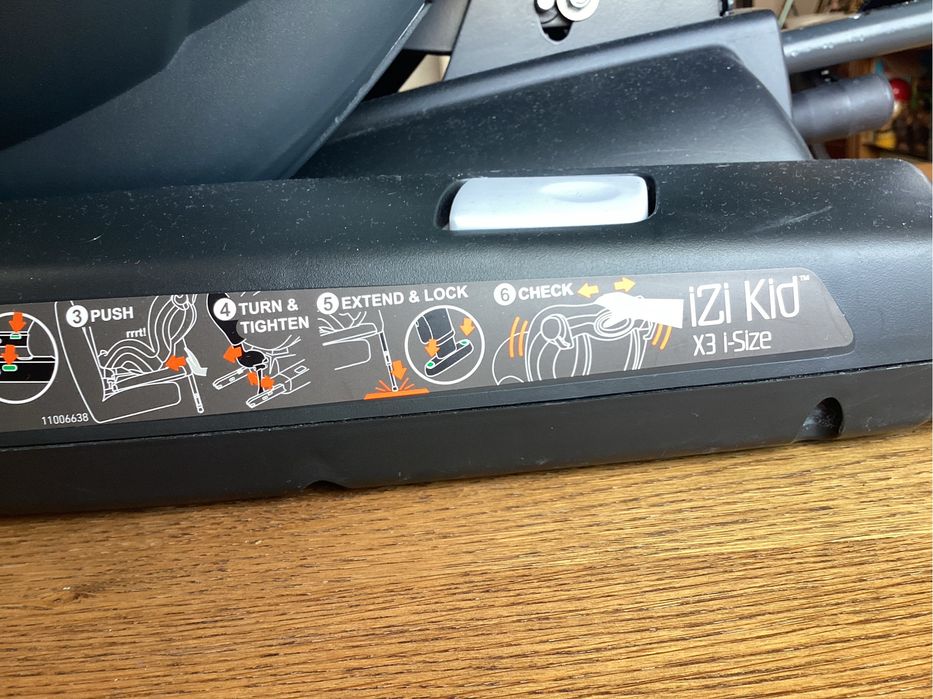 3 PUSH
rrrt!
4 TURN &
TIGHTEN
5 EXTEND & LOCK
6 CHECK
iZi Kid™
X3 i-Size
11006638